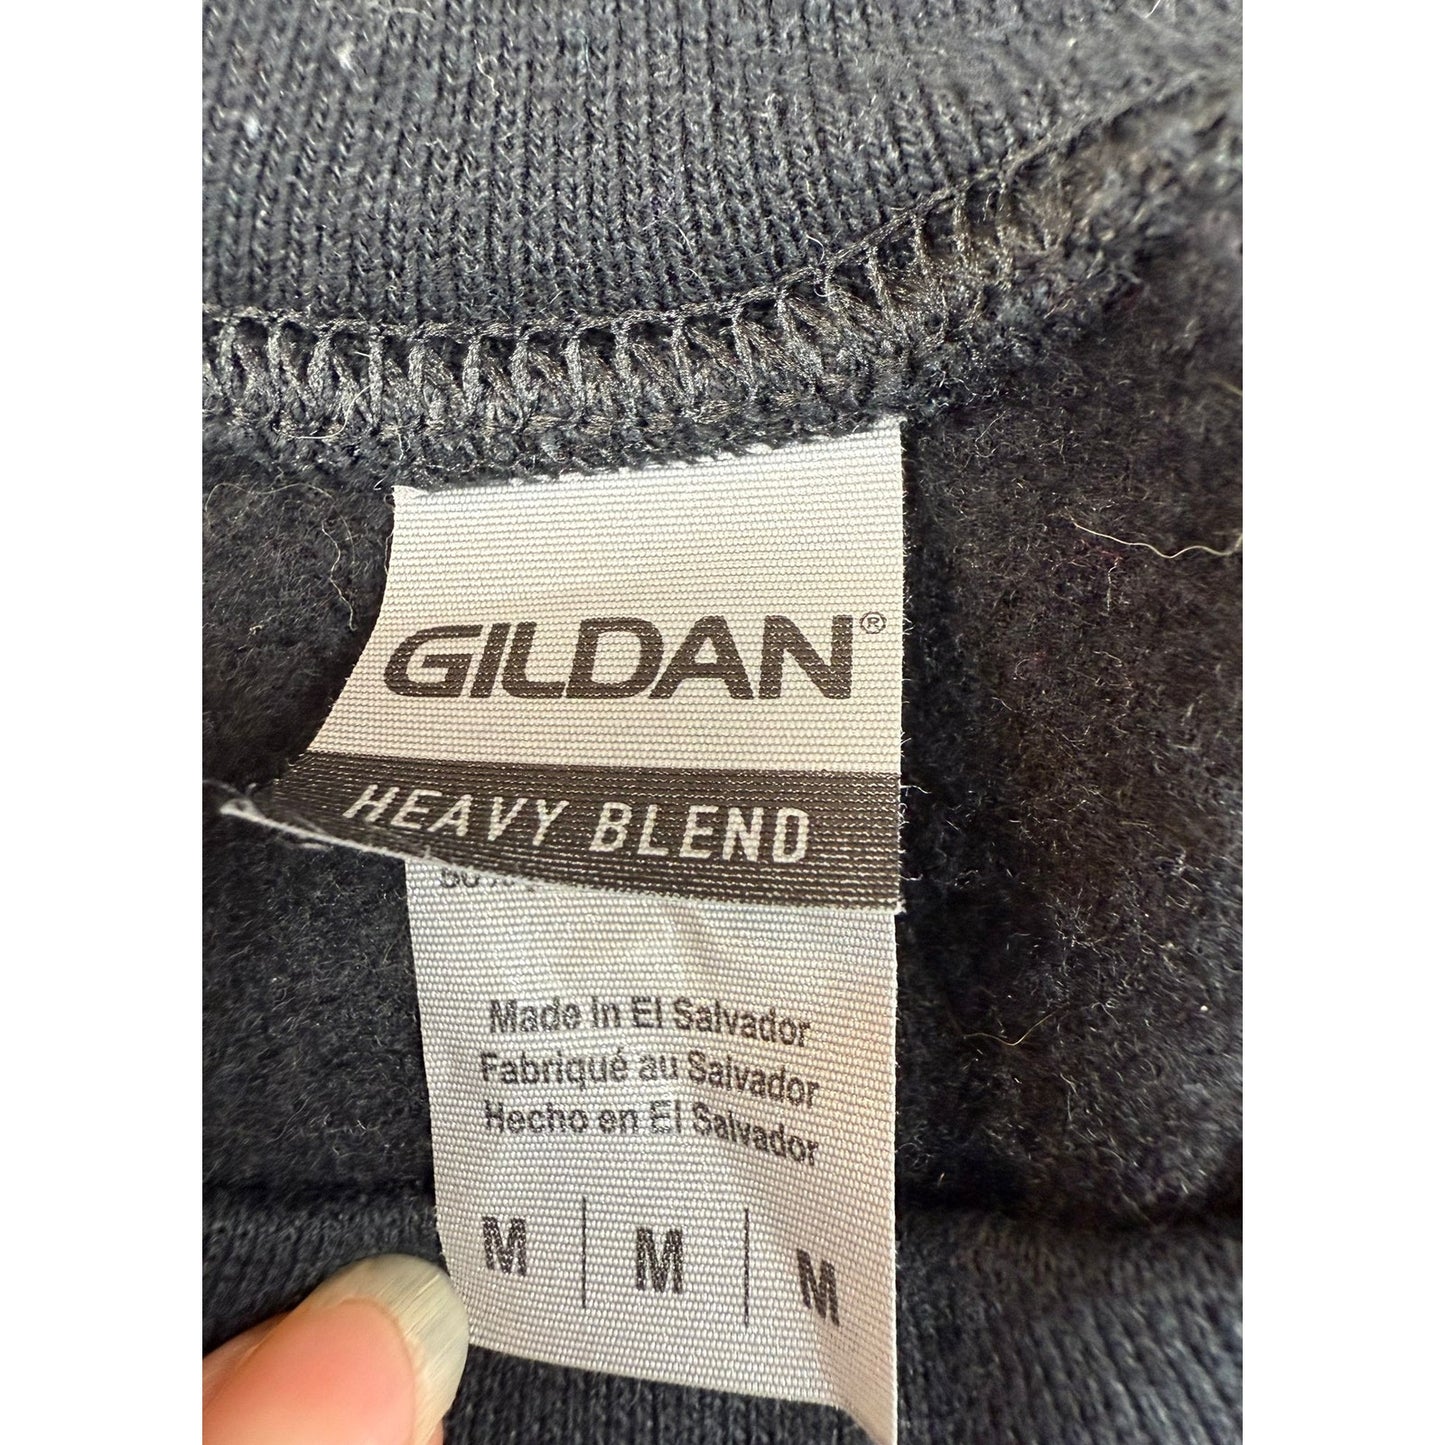 GILDAN®
HEAVY BLEND
Made in El Salvador
Fabriqué au Salvador
Hecho en El Salvador
M | M | M